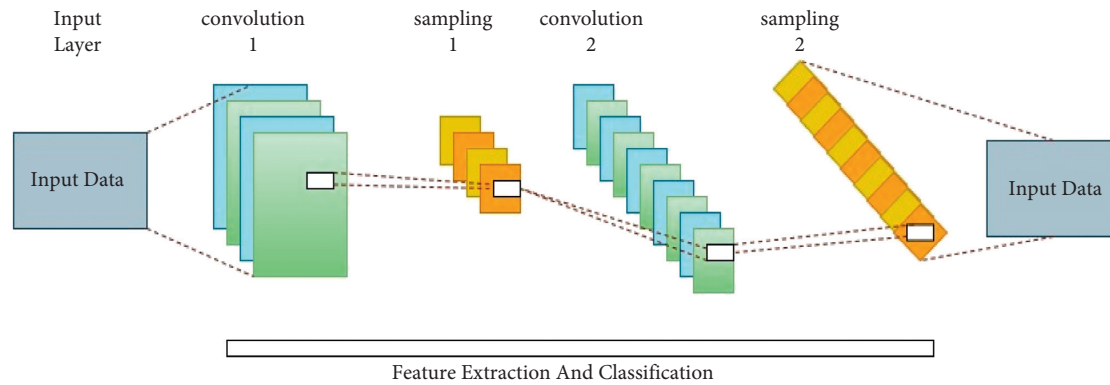 Input
Layer
convolution
1
sampling
1
convolution
2
sampling
2
Input Data
Input Data
Feature Extraction And Classification